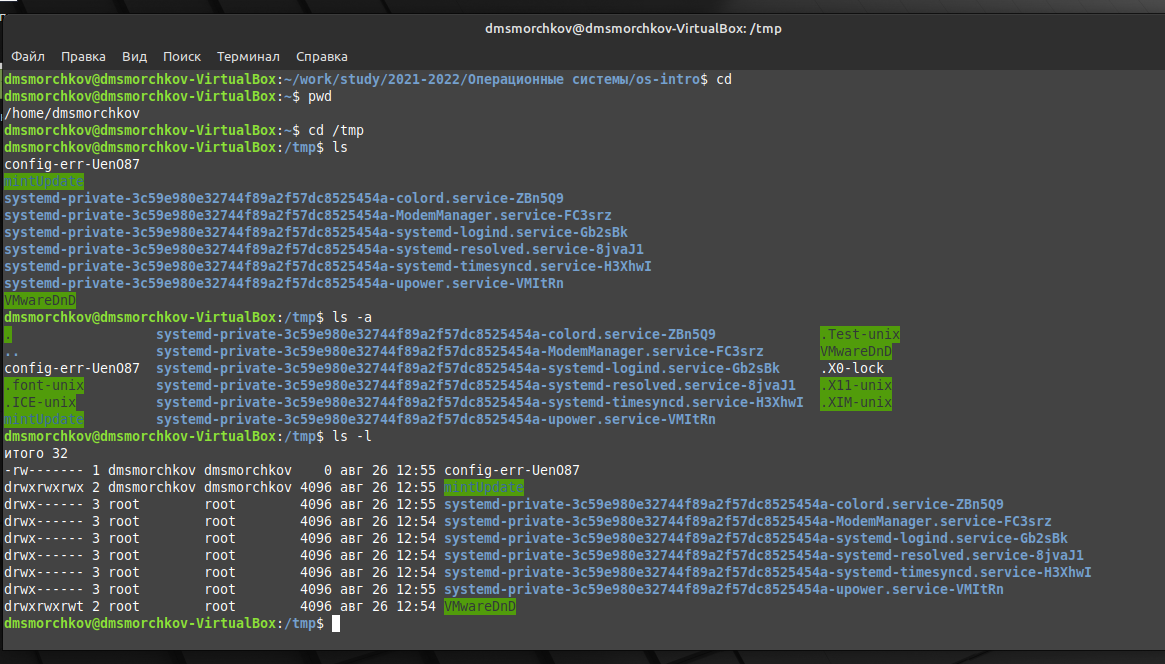 dmsmorchkov@dmsmorchkov-VirtualBox: /tmp
Файл Правка Вид Поиск Терминал Справка
dmsmorchkov@dmsmorchkov-VirtualBox:~/work/study/2021-2022/Операционные системы/os-intro$ cd
dmsmorchkov@dmsmorchkov-VirtualBox:~$ pwd
/home/dmsmorchkov
dmsmorchkov@dmsmorchkov-VirtualBox:~$ cd /tmp
dmsmorchkov@dmsmorchkov-VirtualBox:/tmp$ ls
config-err-UenO87
mintUpdate
systemd-private-3c59e980e32744f89a2f57dc8525454a-colord.service-ZBn5Q9
systemd-private-3c59e980e32744f89a2f57dc8525454a-ModemManager.service-FC3srz
systemd-private-3c59e980e32744f89a2f57dc8525454a-systemd-logind.service-Gb2sBk
systemd-private-3c59e980e32744f89a2f57dc8525454a-systemd-resolved.service-8jvaJ1
systemd-private-3c59e980e32744f89a2f57dc8525454a-systemd-timesyncd.service-H3XhwI
systemd-private-3c59e980e32744f89a2f57dc8525454a-upower.service-VMItRn
VMwareDnD
dmsmorchkov@dmsmorchkov-VirtualBox:/tmp$ ls -a
. systemd-private-3c59e980e32744f89a2f57dc8525454a-colord.service-ZBn5Q9 .Test-unix
.. systemd-private-3c59e980e32744f89a2f57dc8525454a-ModemManager.service-FC3srz VMwareDnD
config-err-UenO87 systemd-private-3c59e980e32744f89a2f57dc8525454a-systemd-logind.service-Gb2sBk .X0-lock
.font-unix systemd-private-3c59e980e32744f89a2f57dc8525454a-systemd-resolved.service-8jvaJ1 .X11-unix
.ICE-unix systemd-private-3c59e980e32744f89a2f57dc8525454a-systemd-timesyncd.service-H3XhwI .XIM-unix
mintUpdate systemd-private-3c59e980e32744f89a2f57dc8525454a-upower.service-VMItRn
dmsmorchkov@dmsmorchkov-VirtualBox:/tmp$ ls -l
итого 32
-rw------- 1 dmsmorchkov dmsmorchkov 0 авг 26 12:55 config-err-UenO87
drwxrwxrwx 2 dmsmorchkov dmsmorchkov 4096 авг 26 12:55 mintUpdate
drwx------ 3 root root 4096 авг 26 12:55 systemd-private-3c59e980e32744f89a2f57dc8525454a-colord.service-ZBn5Q9
drwx------ 3 root root 4096 авг 26 12:54 systemd-private-3c59e980e32744f89a2f57dc8525454a-ModemManager.service-FC3srz
drwx------ 3 root root 4096 авг 26 12:54 systemd-private-3c59e980e32744f89a2f57dc8525454a-systemd-logind.service-Gb2sBk
drwx------ 3 root root 4096 авг 26 12:54 systemd-private-3c59e980e32744f89a2f57dc8525454a-systemd-resolved.service-8jvaJ1
drwx------ 3 root root 4096 авг 26 12:54 systemd-private-3c59e980e32744f89a2f57dc8525454a-systemd-timesyncd.service-H3XhwI
drwx------ 3 root root 4096 авг 26 12:55 systemd-private-3c59e980e32744f89a2f57dc8525454a-upower.service-VMItRn
drwxrwxrwt 2 root root 4096 авг 26 12:54 VMwareDnD
dmsmorchkov@dmsmorchkov-VirtualBox:/tmp$